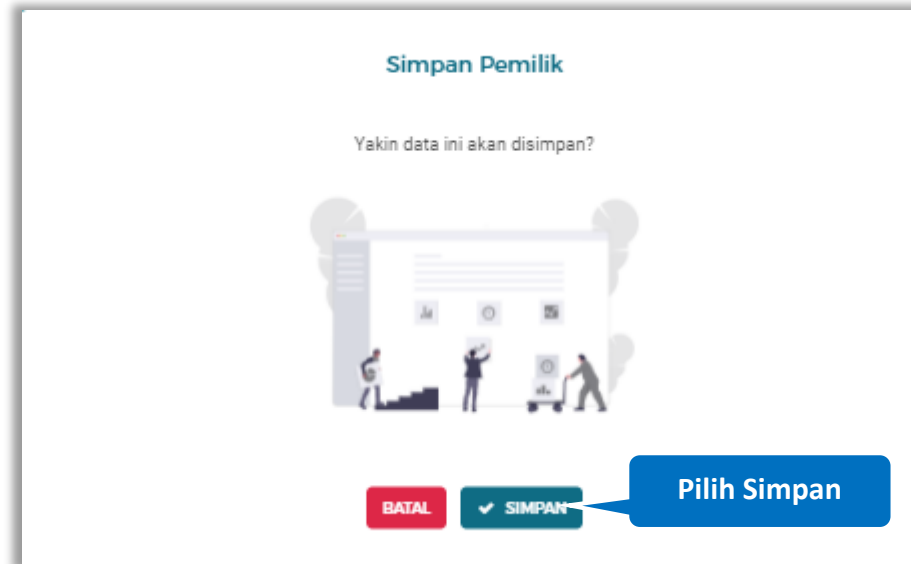 Simpan Pemilik
Yakin data ini akan disimpan?
BATAL
SIMPAN
Pilih Simpan